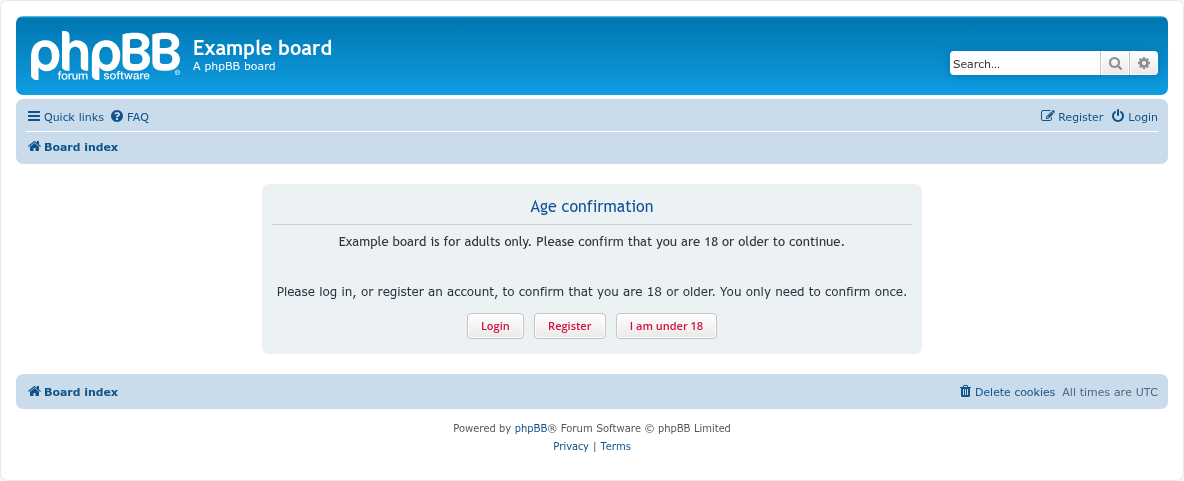 phpBB
forum software ®
Example board
A phpBB board
Search…
Quick links FAQ
Register Login
Board index
Age confirmation
Example board is for adults only. Please confirm that you are 18 or older to continue.
Please log in, or register an account, to confirm that you are 18 or older. You only need to confirm once.
Login Register I am under 18
Board index
Delete cookies All times are UTC
Powered by phpBB® Forum Software © phpBB Limited
Privacy | Terms